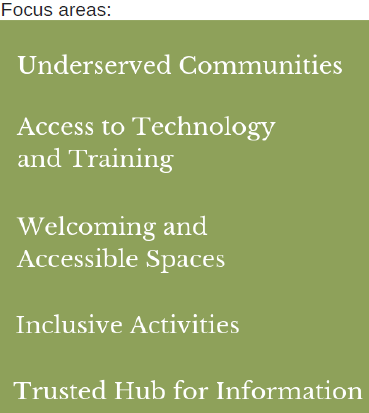 Focus areas:
Underserved Communities
Access to Technology
and Training
Welcoming and
Accessible Spaces
Inclusive Activities
Trusted Hub for Information